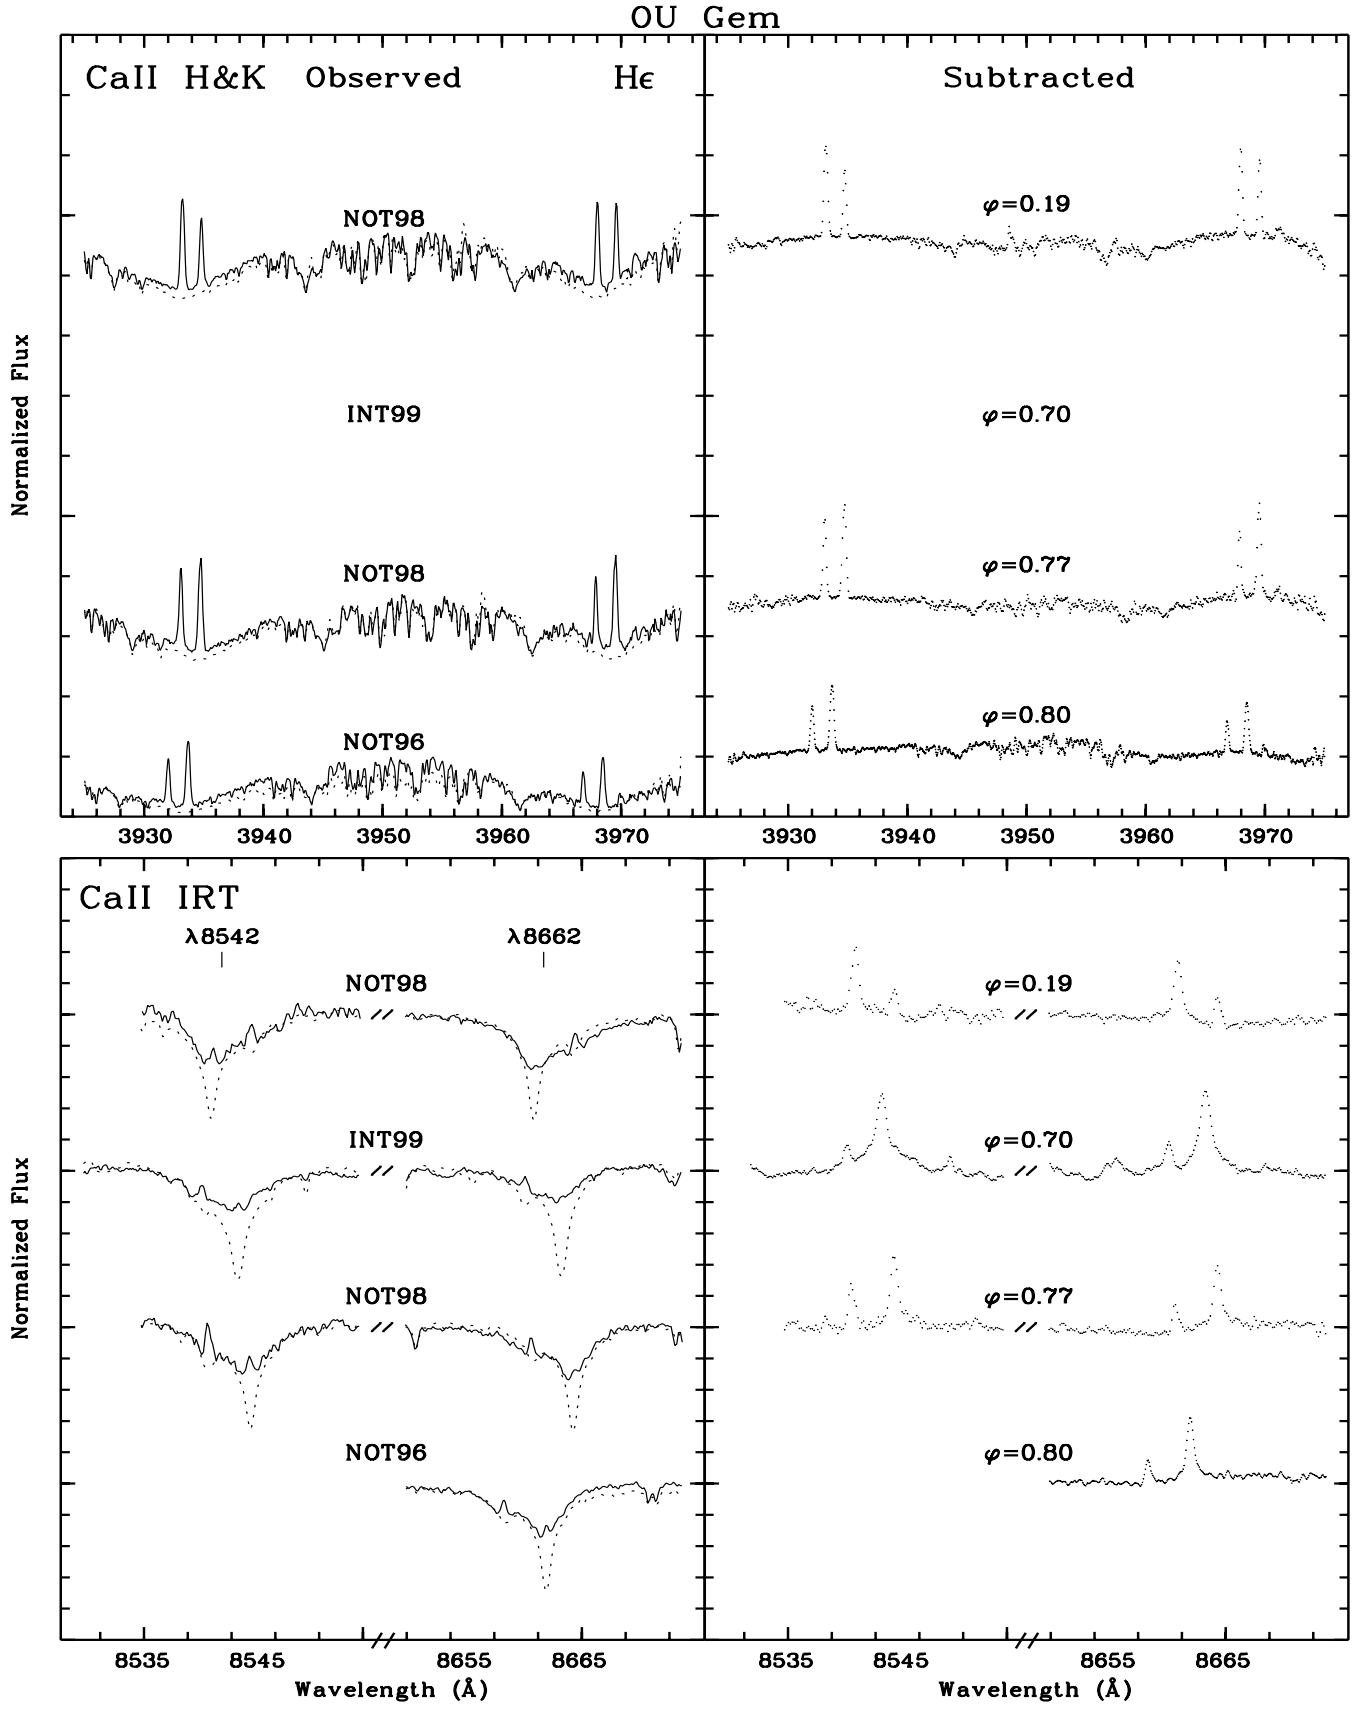 OU Gem
CaII H&K Observed Hϵ
Subtracted
NOT98
φ=0.19
INT99
φ=0.70
NOT98
φ=0.77
NOT96
φ=0.80
Normalized Flux
3930 3940 3950 3960 3970
3930 3940 3950 3960 3970
CaII IRT
λ8542 λ8662
NOT98
φ=0.19
INT99
φ=0.70
NOT98
φ=0.77
NOT96
φ=0.80
Normalized Flux
8535 8545 8655 8665
8535 8545 8655 8665
Wavelength (Å)
Wavelength (Å)